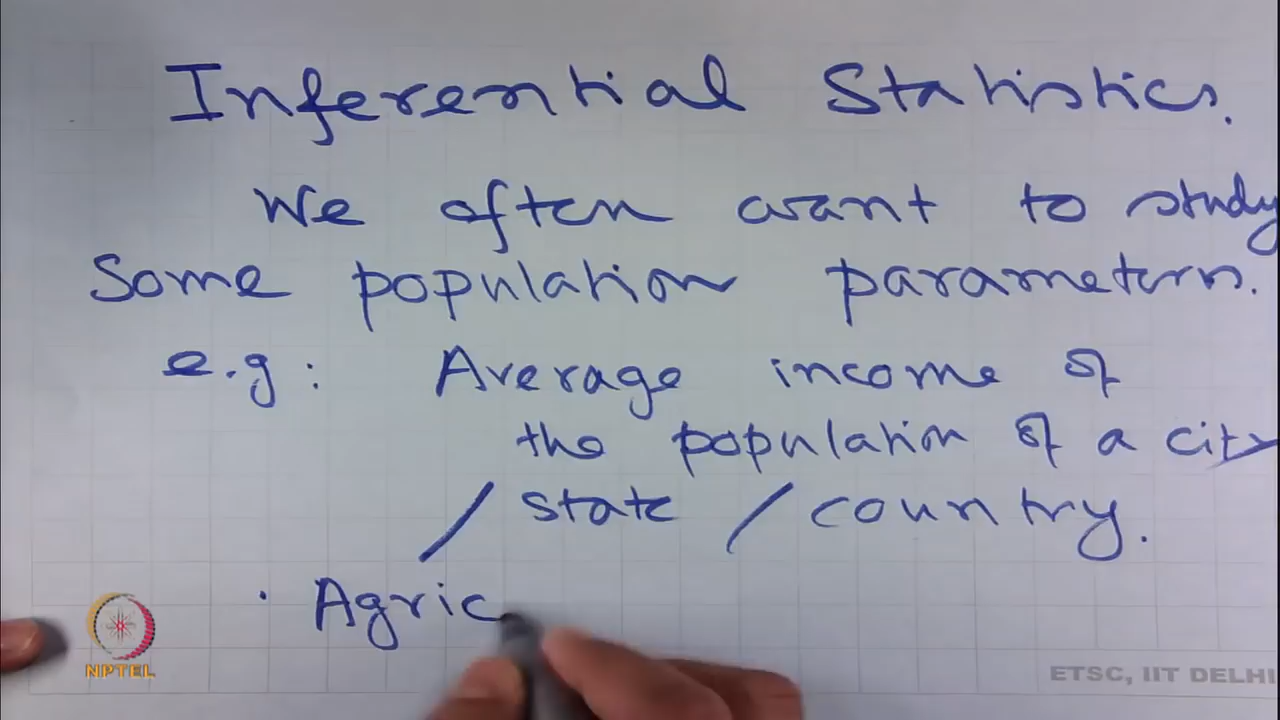 Inferential Statistics.
We often want to study
Some population parameters.
e.g: Average income of
the population of a city
/ state / country.
· Agric
NPTEL
ETSC, IIT DELHI